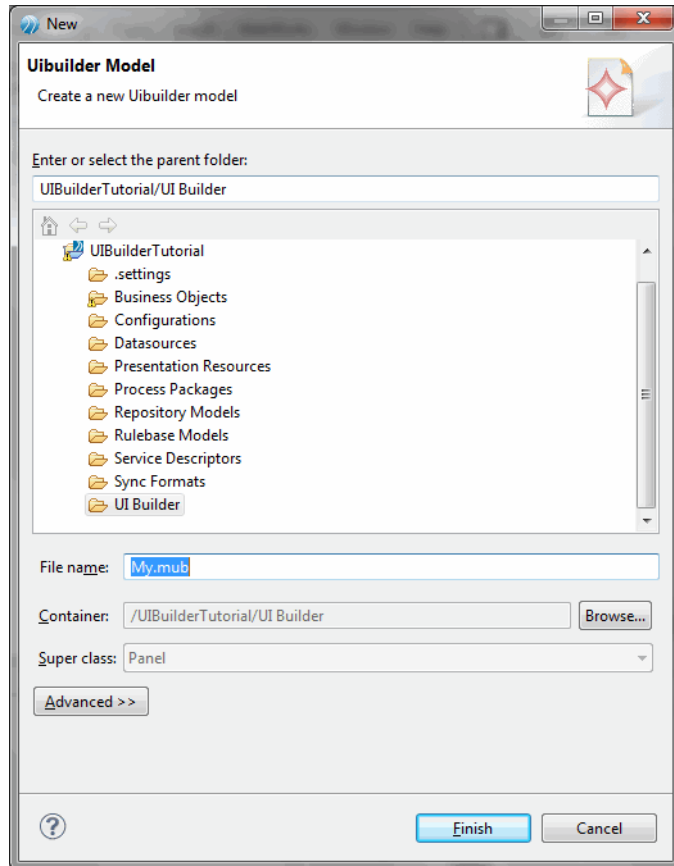 New
Uibuilder Model
Create a new Uibuilder model
Enter or select the parent folder:
UIBuilderTutorial/UI Builder
UIBuilderTutorial
.settings
Business Objects
Configurations
Datasources
Presentation Resources
Process Packages
Repository Models
Rulebase Models
Service Descriptors
Sync Formats
UI Builder
File name: My.mub
Container: /UIBuilderTutorial/UI Builder Browse...
Super class: Panel
Advanced >>
? Finish Cancel